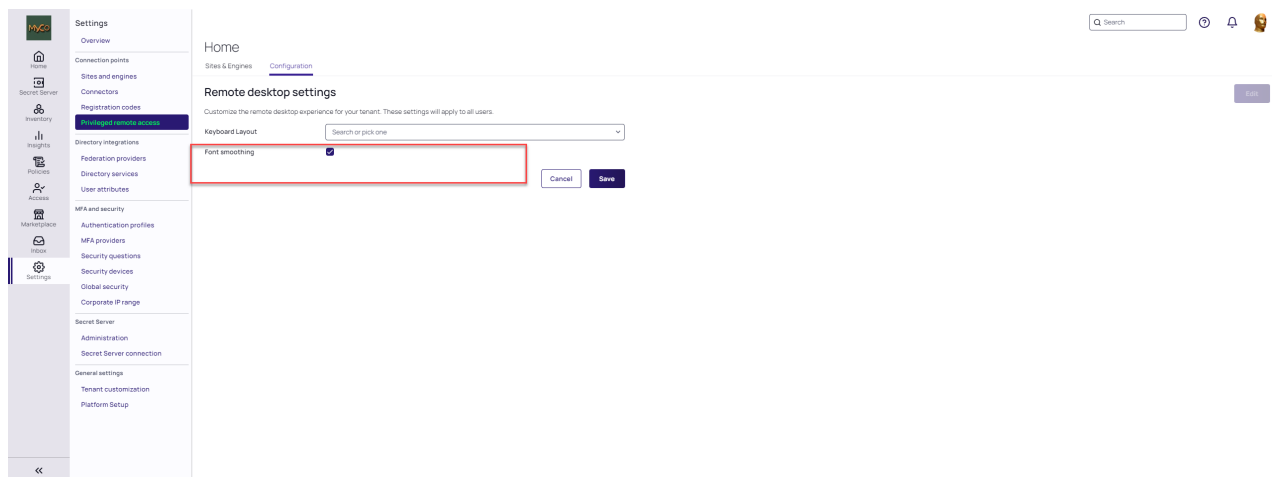 MyCo
Home
Secret Server
Inventory
Insights
Policies
Access
Marketplace
Inbox
Settings
Settings
Overview
Connection points
Sites and engines
Connectors
Registration codes
Privileged remote access
Directory integrations
Federation providers
Directory services
User attributes
MFA and security
Authentication profiles
MFA providers
Security questions
Security devices
Global security
Corporate IP range
Secret Server
Administration
Secret Server connection
General settings
Tenant customization
Platform Setup
Search
Home
Sites & Engines Configuration
Remote desktop settings
Edit
Customize the remote desktop experience for your tenant. These settings will apply to all users.
Keyboard Layout Search or pick one
Font smoothing
Cancel Save